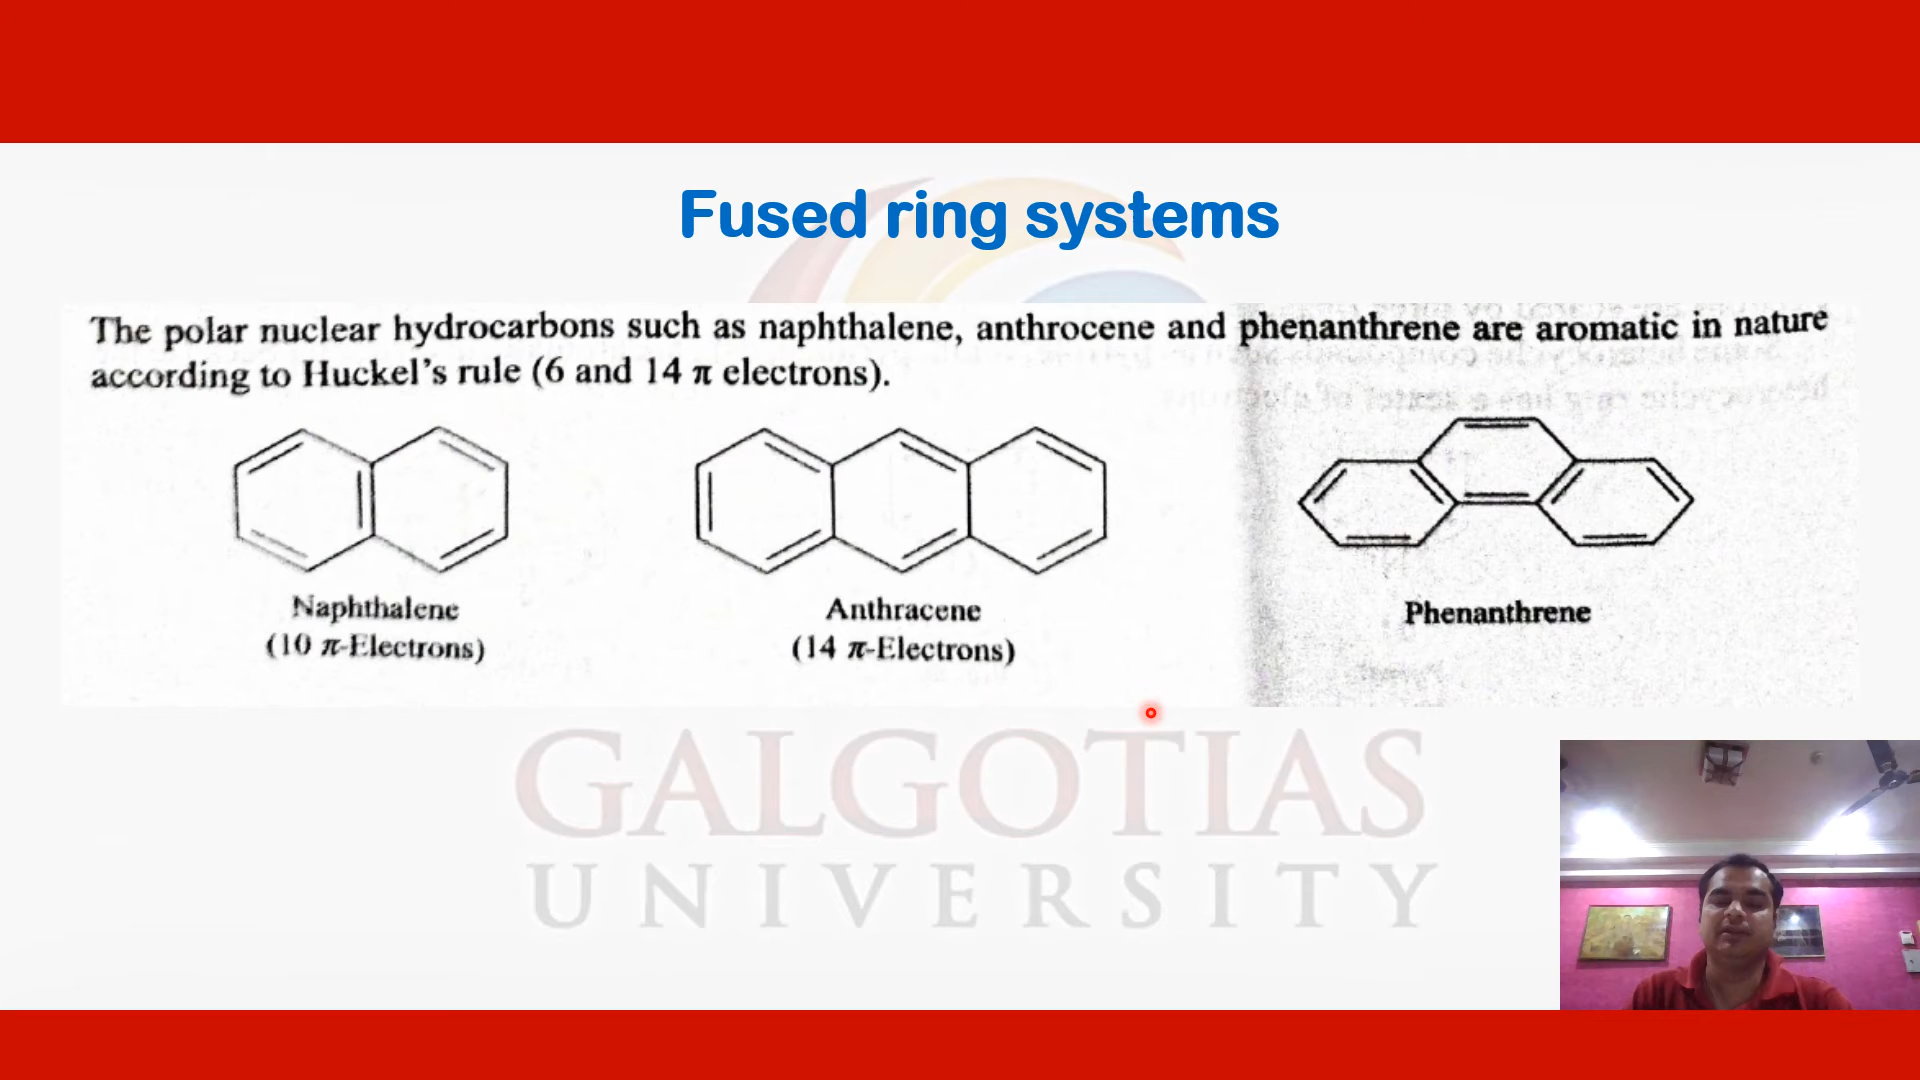 Fused ring systems
The polar nuclear hydrocarbons such as naphthalene, anthrocene and phenanthrene are aromatic in nature
according to Huckel's rule (6 and 14 π electrons).
Naphthalene
(10 π-Electrons)
Anthracene
(14 π-Electrons)
Phenanthrene
GALGOTIAS
UNIVERSITY